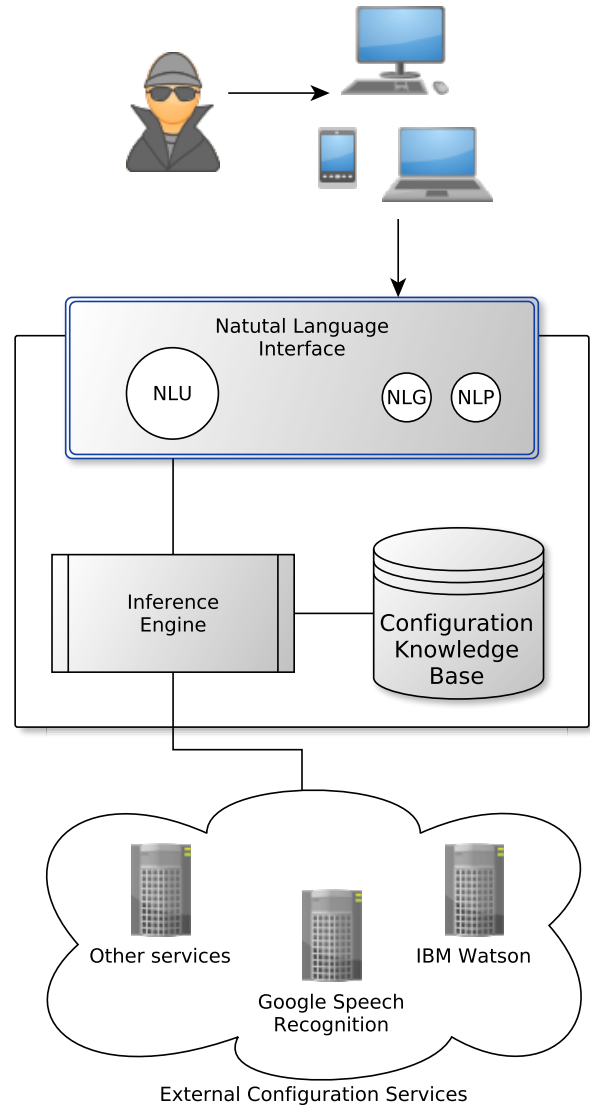 Natutal Language
Interface
NLU
NLG
NLP
Inference
Engine
Configuration
Knowledge
Base
Other services
IBM Watson
Google Speech
Recognition
External Configuration Services